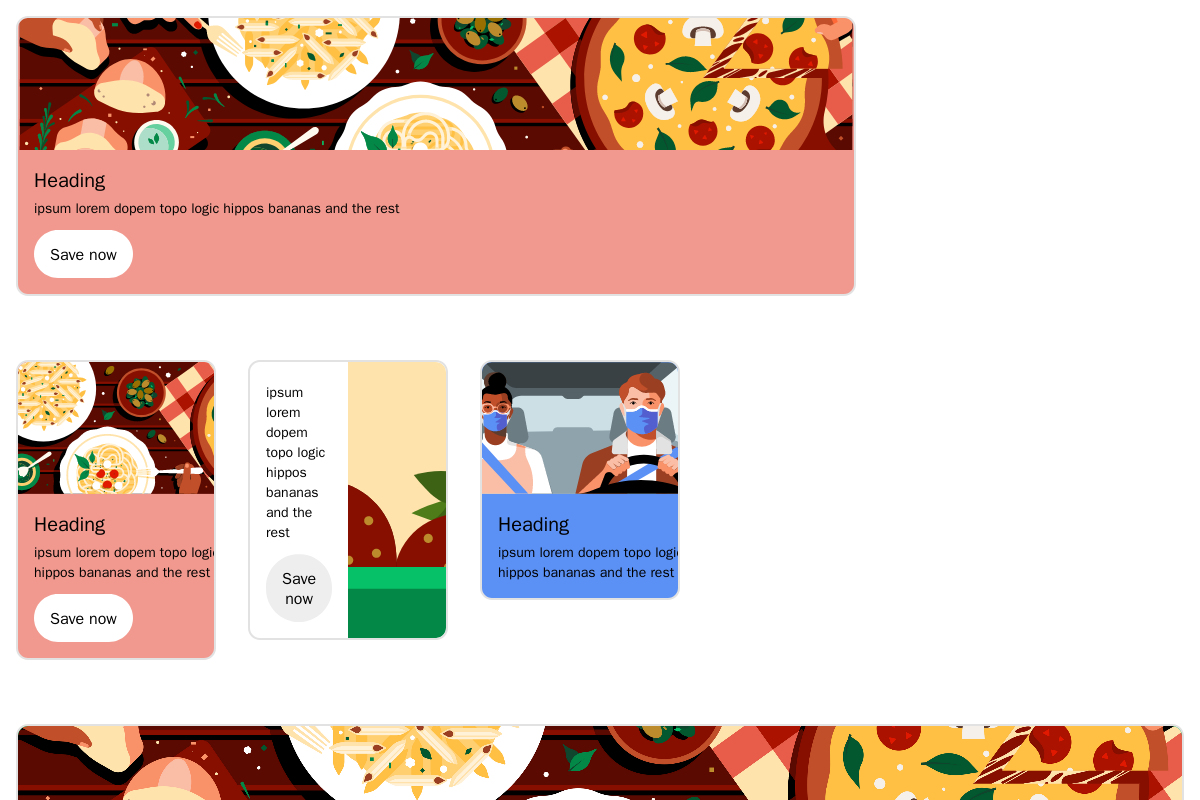 Heading
ipsum lorem dopem topo logic hippos bananas and the rest
Save now
Heading
ipsum lorem dopem topo logi
hippos bananas and the rest
Save now
ipsum
lorem
dopem
topo logic
hippos
bananas
and the
rest
Save
now
Heading
ipsum lorem dopem topo logi
hippos bananas and the rest